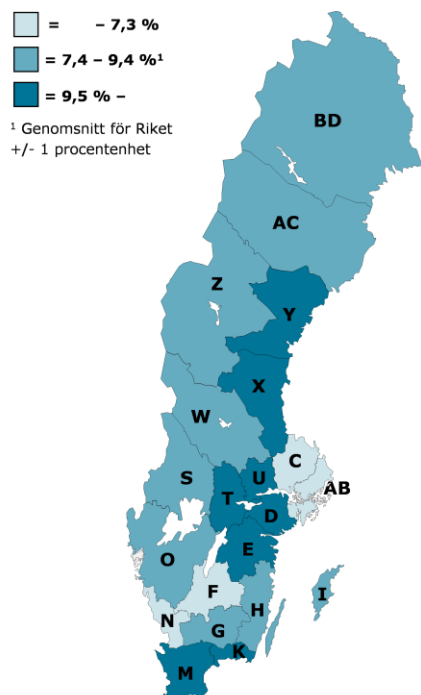 = – 7,3 %
= 7,4 – 9,4 %¹
= 9,5 % –
¹ Genomsnitt för Riket
+/- 1 procentenhet
BD
AC
Z
Y
X
W
C
AB
S
U
T
D
E
O
I
F
H
N
G
K
M